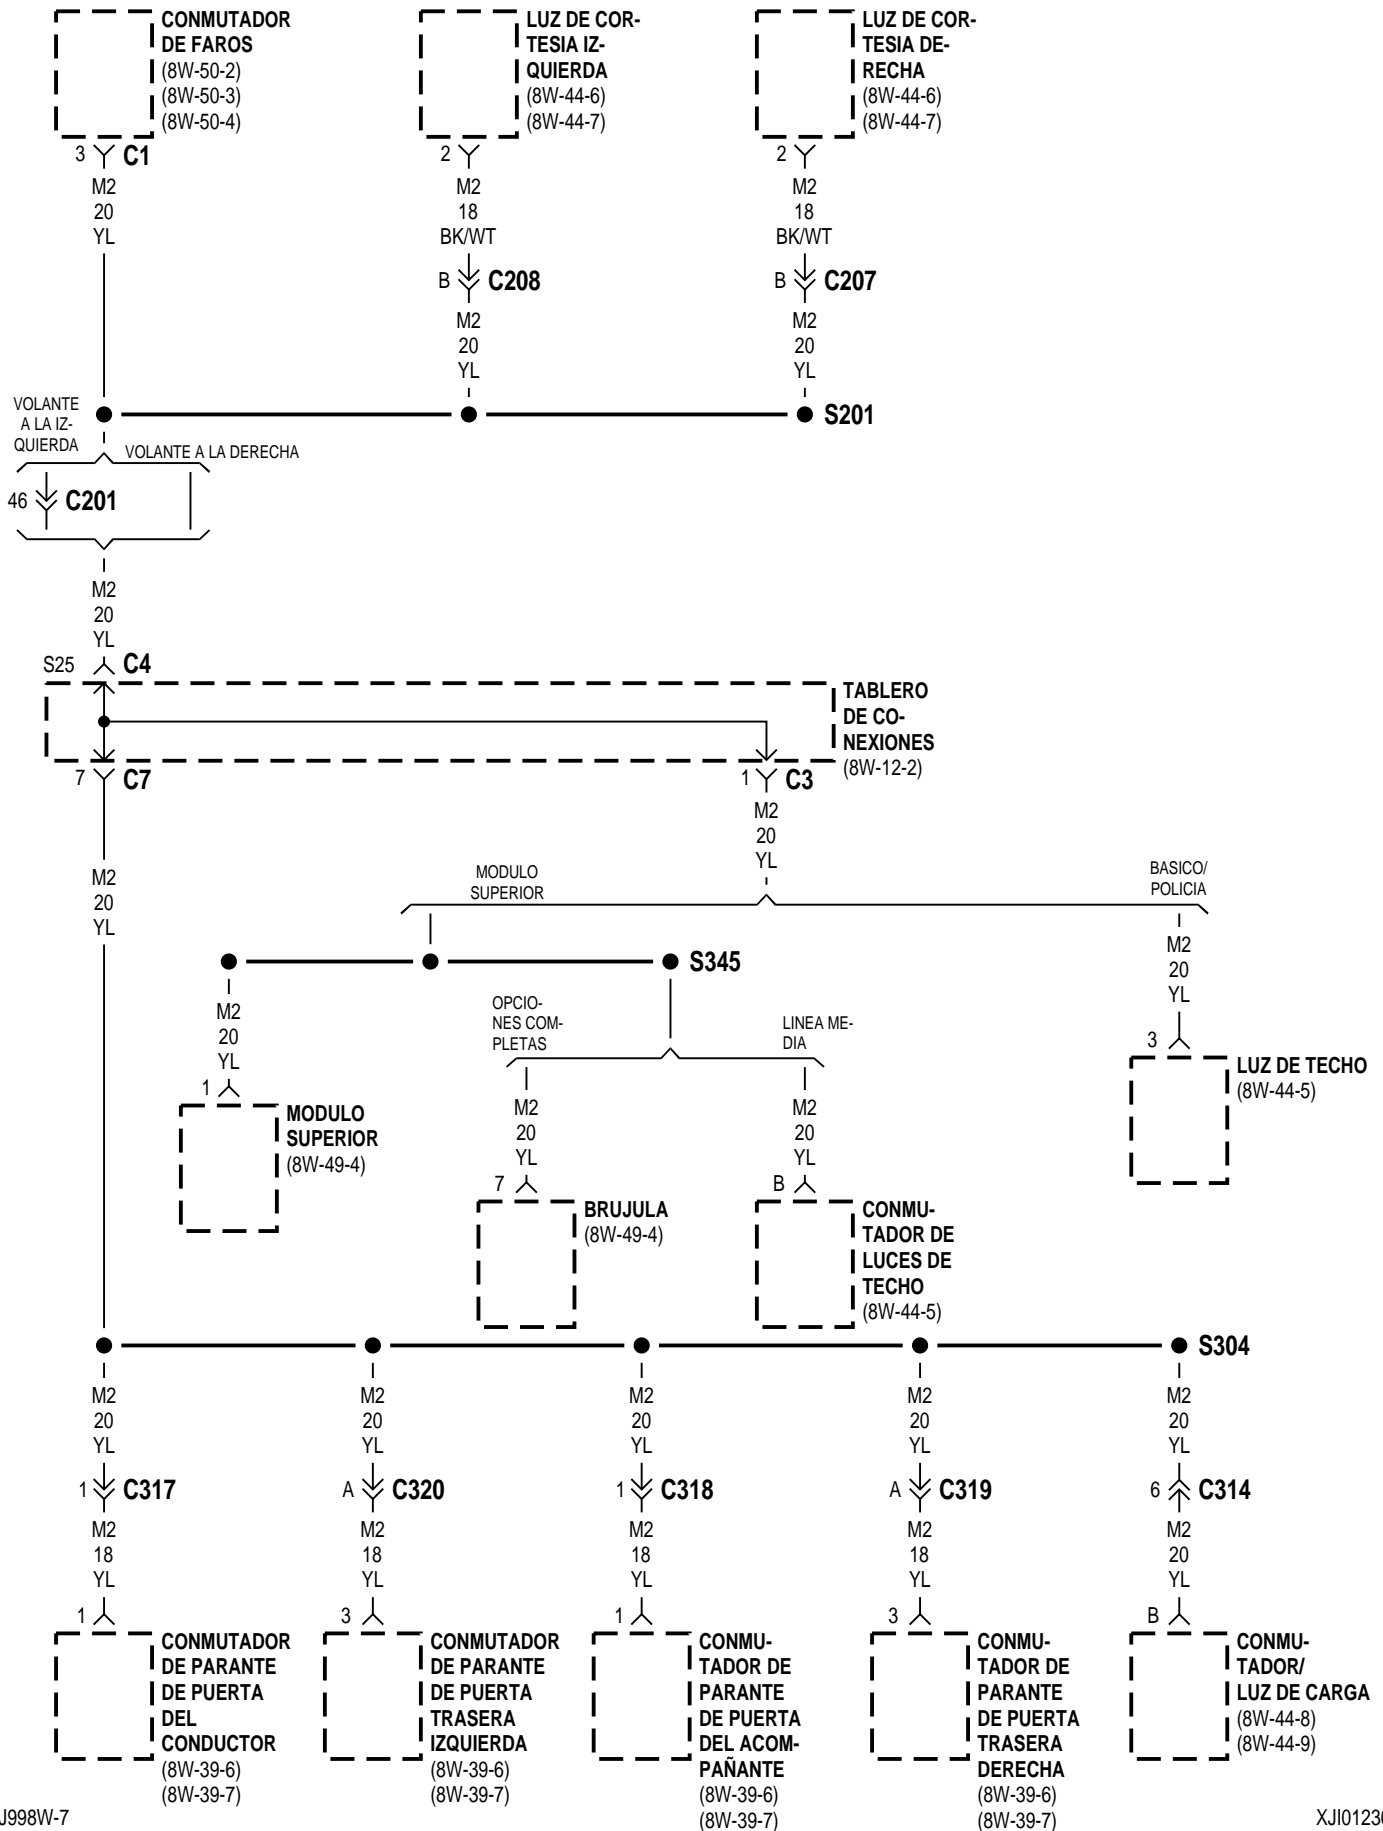 CONMUTADOR
DE FAROS
(8W-50-2)
(8W-50-3)
(8W-50-4)
LUZ DE COR-
TESIA IZ-
QUIERDA
(8W-44-6)
(8W-44-7)
LUZ DE COR-
TESIA DE-
RECHA
(8W-44-6)
(8W-44-7)
3 C1
M2
20
YL
2
M2
18
BK/WT
B C208
M2
20
YL
2
M2
18
BK/WT
B C207
M2
20
YL
S201
VOLANTE
A LA IZ-
QUIERDA
VOLANTE A LA DERECHA
46 C201
M2
20
YL
S25 C4
TABLERO
DE CO-
NEXIONES
(8W-12-2)
7 C7
1 C3
M2
20
YL
M2
20
YL
MODULO
SUPERIOR
BASICO/
POLICIA
S345
M2
20
YL
1
MODULO
SUPERIOR
(8W-49-4)
OPCIO-
NES COM-
PLETAS
LINEA ME-
DIA
M2
20
YL
7
BRUJULA
(8W-49-4)
M2
20
YL
B
CONMU-
TADOR DE
LUCES DE
TECHO
(8W-44-5)
M2
20
YL
3
LUZ DE TECHO
(8W-44-5)
S304
M2
20
YL
1 C317
M2
18
YL
1
CONMUTADOR
DE PARANTE
DE PUERTA
DEL
CONDUCTOR
(8W-39-6)
(8W-39-7)
M2
20
YL
A C320
M2
18
YL
3
CONMUTADOR
DE PARANTE
DE PUERTA
TRASERA
IZQUIERDA
(8W-39-6)
(8W-39-7)
M2
20
YL
1 C318
M2
18
YL
1
CONMU-
TADOR DE
PARANTE
DE PUERTA
DEL ACOM-
PAÑANTE
(8W-39-6)
(8W-39-7)
M2
20
YL
A C319
M2
18
YL
3
CONMU-
TADOR DE
PARANTE
DE PUERTA
TRASERA
DERECHA
(8W-39-6)
(8W-39-7)
M2
20
YL
6 C314
M2
20
YL
B
CONMU-
TADOR/
LUZ DE CARGA
(8W-44-8)
(8W-44-9)
J998W-7
XJI0123